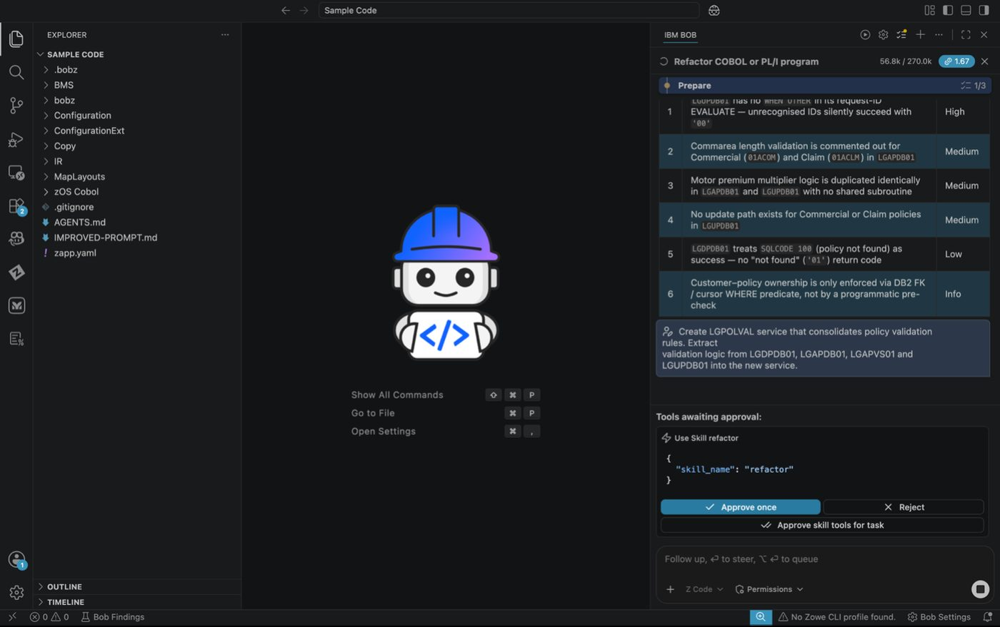 Sample Code
EXPLORER
SAMPLE CODE
.bobz
BMS
bobz
Configuration
ConfigurationExt
Copy
IR
MapLayouts
zOS Cobol
.gitignore
AGENTS.md
IMPROVED-PROMPT.md
! zapp.yaml
2
1
OUTLINE
TIMELINE
</>
Show All Commands ⇧ ⌘ P
Go to File ⌘ P
Open Settings ⌘ ,
IBM BOB
Refactor COBOL or PL/I program 56.8k / 270.0k 1.67
Prepare 1/3
LGUPDB01 has no WHEN OTHER in its request-ID
1 EVALUATE — unrecognised IDs silently succeed with High
'00'
Commarea length validation is commented out for
2 Commercial (01ACOM) and Claim (01ACLM) in LGAPDB01 Medium
Motor premium multiplier logic is duplicated identically
3 in LGAPDB01 and LGUPDB01 with no shared subroutine Medium
No update path exists for Commercial or Claim policies
4 in LGUPDB01 Medium
LGDPDB01 treats SQLCODE 100 (policy not found) as
5 success — no "not found" ('01') return code Low
Customer–policy ownership is only enforced via DB2 FK
6 / cursor WHERE predicate, not by a programmatic pre- Info
check
Create LGPOLVAL service that consolidates policy validation
rules. Extract
validation logic from LGDPDB01, LGAPDB01, LGAPVS01 and
LGUPDB01 into the new service.
Tools awaiting approval:
Use Skill refactor
{
"skill_name": "refactor"
}
Approve once Reject
Approve skill tools for task
Follow up, ⏎ to steer, ⌥ ⏎ to queue
Z Code Permissions
0 0 Bob Findings
No Zowe CLI profile found. Bob Settings